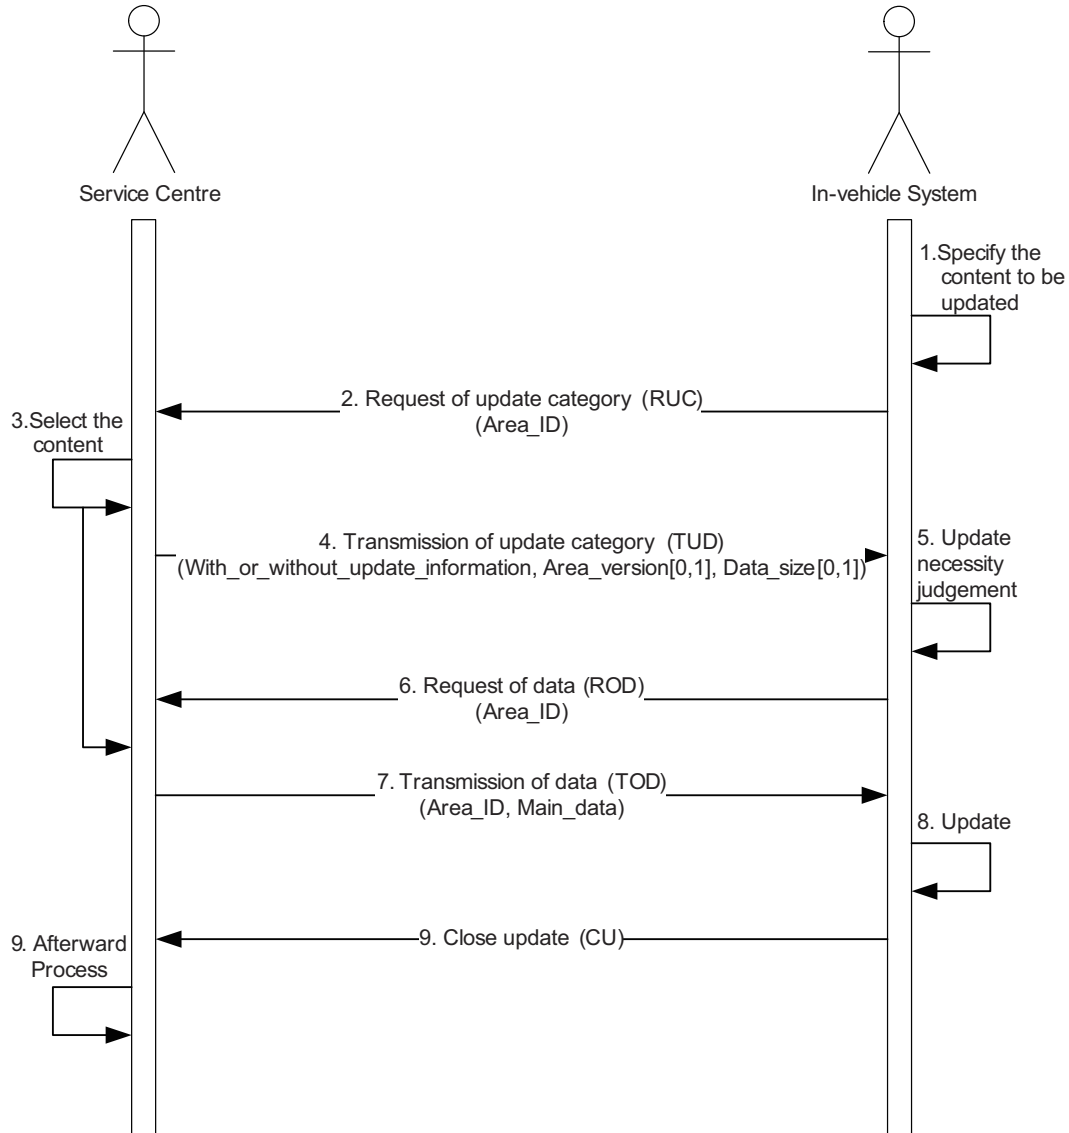 Service Centre
In-vehicle System
1.Specify the
content to be
updated
2. Request of update category (RUC)
(Area_ID)
3.Select the
content
4. Transmission of update category (TUD)
(With_or_without_update_information, Area_version[0,1], Data_size[0,1])
5. Update
necessity
judgement
6. Request of data (ROD)
(Area_ID)
7. Transmission of data (TOD)
(Area_ID, Main_data)
8. Update
9. Close update (CU)
9. Afterward
Process